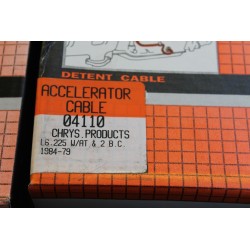 DETENT CABLE
ACCELERATOR
CABLE
04110
CHRYS.PRODUCTS
L6.225 W/AT & 2 B.C.
1984-79